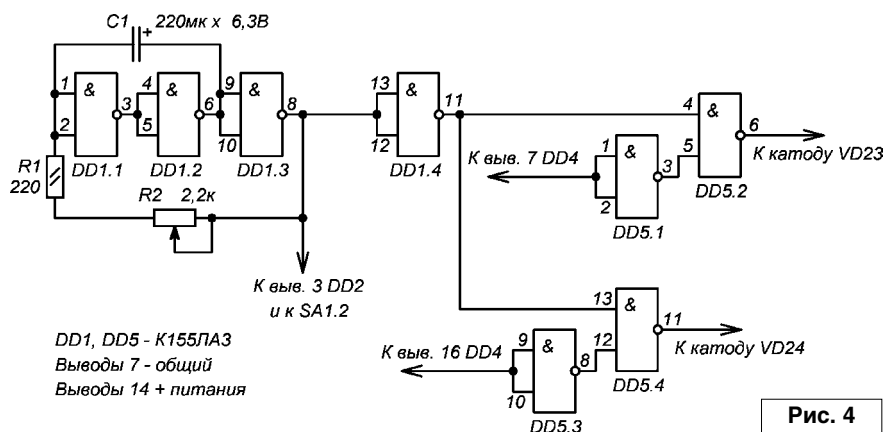 C1 + 220мк x 6,3В
1 & 3 4 & 6 9 & 8 13 & 11
2 5 10 12
DD1.1 DD1.2 DD1.3 DD1.4
4 & 6
5
К катоду VD23
DD5.2
К выв. 7 DD4
1 & 3
2
DD5.1
R1
220
R2 2,2к
К выв. 3 DD2
и к SA1.2
13 & 11
12
К катоду VD24
DD5.4
К выв. 16 DD4
9 & 8
10
DD5.3
DD1, DD5 - К155ЛА3
Выводы 7 - общий
Выводы 14 + питания
Рис. 4